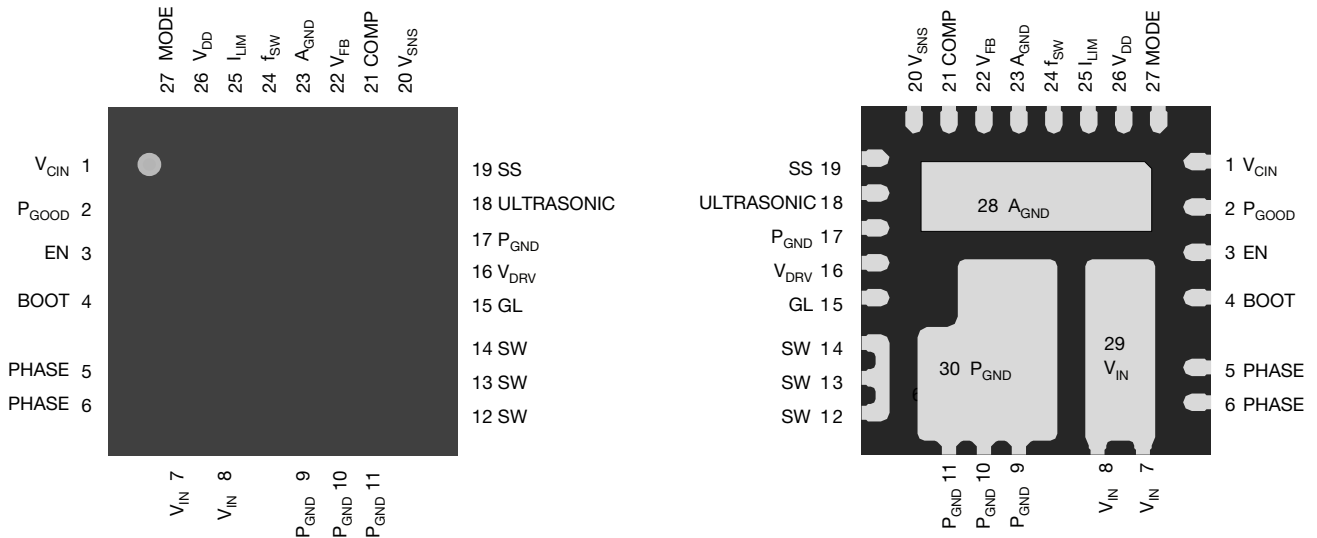 27 MODE
26 VDD
25 ILIM
24 fSW
23 AGND
22 VFB
21 COMP
20 VSNS
VCIN 1
PGOOD 2
EN 3
BOOT 4
PHASE 5
PHASE 6
19 SS
18 ULTRASONIC
17 PGND
16 VDRV
15 GL
14 SW
13 SW
12 SW
VIN 7
VIN 8
PGND 9
PGND 10
PGND 11
20 VSNS
21 COMP
22 VFB
23 AGND
24 fSW
25 ILIM
26 VDD
27 MODE
SS 19
ULTRASONIC 18
PGND 17
VDRV 16
GL 15
SW 14
SW 13
SW 12
28 AGND
30 PGND
29
VIN
6
1 VCIN
2 PGOOD
3 EN
4 BOOT
5 PHASE
6 PHASE
PGND 11
PGND 10
PGND 9
VIN 8
VIN 7